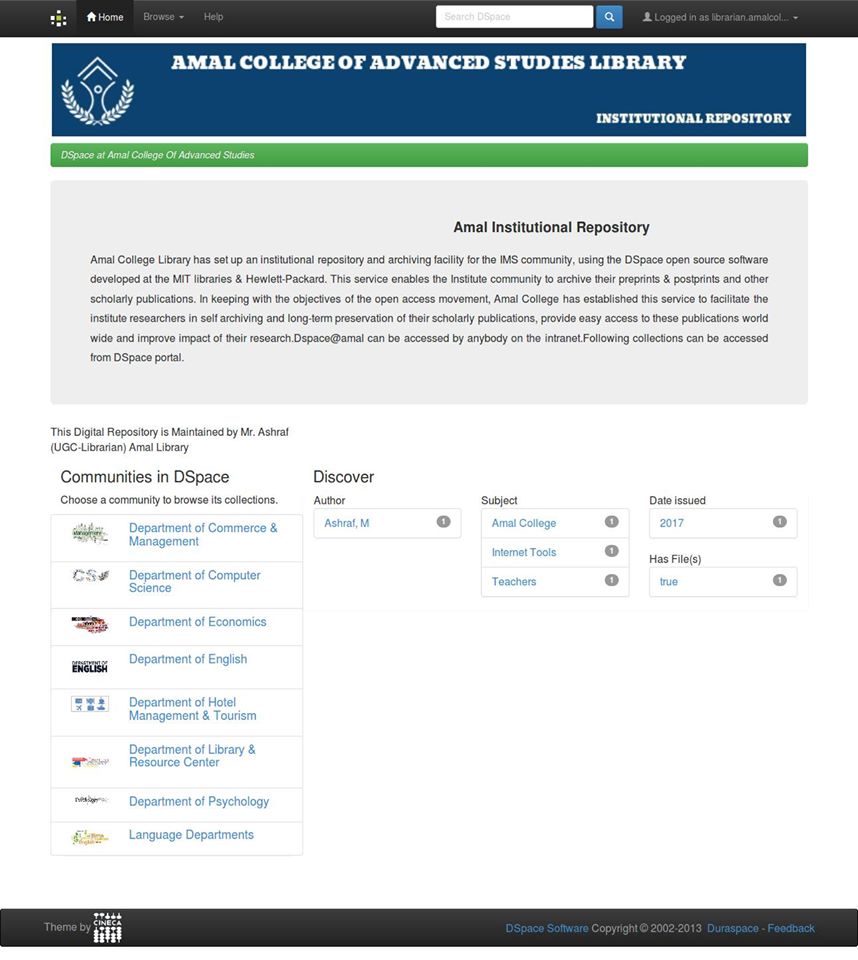 Home
Browse
Help
Search DSpace
Logged in as librarian.amalcol...
AMAL COLLEGE OF ADVANCED STUDIES LIBRARY
INSTITUTIONAL REPOSITORY
DSpace at Amal College Of Advanced Studies
Amal Institutional Repository
Amal College Library has set up an institutional repository and archiving facility for the IMS community, using the DSpace open source software
developed at the MIT libraries & Hewlett-Packard. This service enables the Institute community to archive their preprints & postprints and other
scholarly publications. In keeping with the objectives of the open access movement, Amal College has established this service to facilitate the
institute researchers in self archiving and long-term preservation of their scholarly publications, provide easy access to these publications world
wide and improve impact of their research.Dspace@amal can be accessed by anybody on the intranet.Following collections can be accessed
from DSpace portal.
This Digital Repository is Maintained by Mr. Ashraf
(UGC-Librarian) Amal Library
Communities in DSpace
Choose a community to browse its collections.
Management
Department of Commerce &
Management
CS
Department of Computer
Science
economics
Department of Economics
DEPARTMENT OF
ENGLISH
Department of English
Department of Hotel
Management & Tourism
Department of Library &
Resource Center
Department of Psychology
Language Departments
Discover
Author
Ashraf, M 1
Subject
Amal College 1
Internet Tools 1
Teachers 1
Date issued
2017 1
Has File(s)
true 1
Theme by CINECA
DSpace Software Copyright © 2002-2013 Duraspace - Feedback